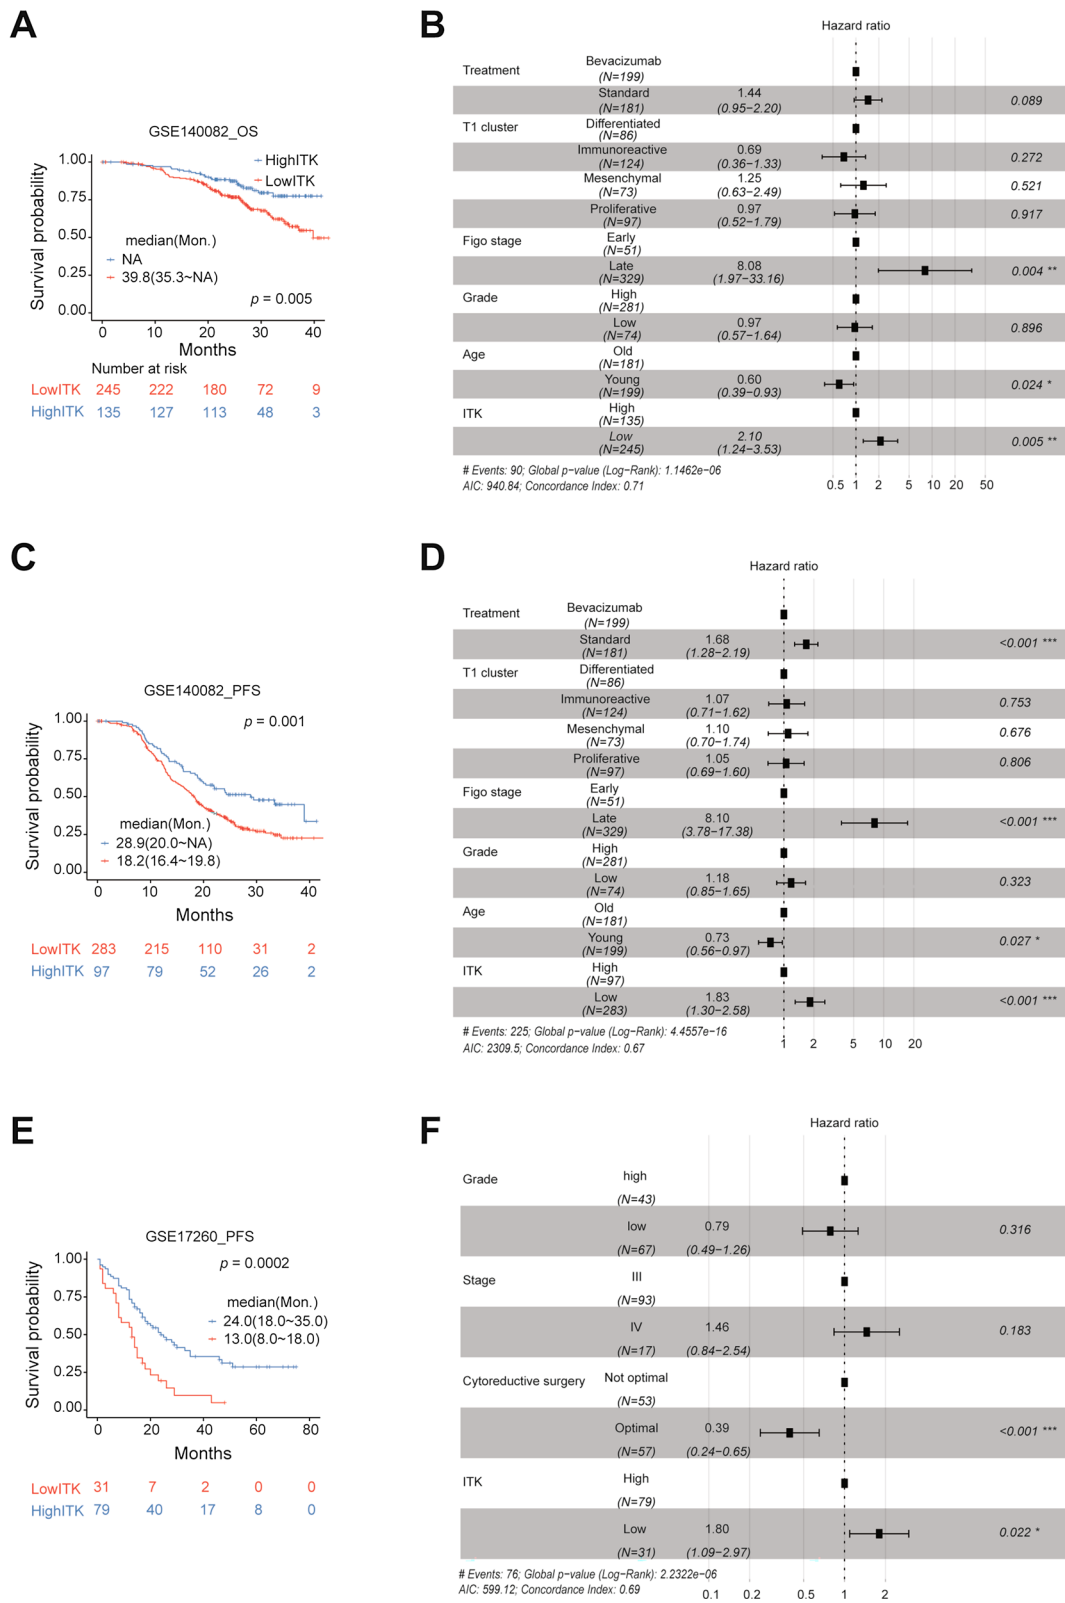 A
GSE140082_OS
Survival probability
1.00
0.75
0.50
0.25
0.00
HighITK
LowITK
median(Mon.)
NA
39.8(35.3~NA)
p = 0.005
0 10 20 30 40
Months
Number at risk
LowITK 245 222 180 72 9
HighITK 135 127 113 48 3
B
Hazard ratio
Treatment Bevacizumab
(N=199)
Standard 1.44
(N=181) (0.95−2.20) 0.089
T1 cluster Differentiated
(N=86)
Immunoreactive 0.69
(N=124) (0.36−1.33) 0.272
Mesenchymal 1.25
(N=73) (0.63−2.49) 0.521
Proliferative 0.97
(N=97) (0.52−1.79) 0.917
Figo stage Early
(N=51)
Late 8.08
(N=329) (1.97−33.16) 0.004 **
Grade High
(N=281)
Low 0.97
(N=74) (0.57−1.64) 0.896
Age Old
(N=181)
Young 0.60
(N=199) (0.39−0.93) 0.024 *
ITK High
(N=135)
Low 2.10
(N=245) (1.24−3.53) 0.005 **
# Events: 90; Global p−value (Log−Rank): 1.1462e−06
AIC: 940.84; Concordance Index: 0.71
0.5 1 2 5 10 20 50
C
GSE140082_PFS
Survival probability
1.00
0.75
0.50
0.25
0.00
p = 0.001
median(Mon.)
28.9(20.0~NA)
18.2(16.4~19.8)
0 10 20 30 40
Months
LowITK 283 215 110 31 2
HighITK 97 79 52 26 2
D
Hazard ratio
Treatment Bevacizumab
(N=199)
Standard 1.68
(N=181) (1.28−2.19) <0.001 ***
T1 cluster Differentiated
(N=86)
Immunoreactive 1.07
(N=124) (0.71−1.62) 0.753
Mesenchymal 1.10
(N=73) (0.70−1.74) 0.676
Proliferative 1.05
(N=97) (0.69−1.60) 0.806
Figo stage Early
(N=51)
Late 8.10
(N=329) (3.78−17.38) <0.001 ***
Grade High
(N=281)
Low 1.18
(N=74) (0.85−1.65) 0.323
Age Old
(N=181)
Young 0.73
(N=199) (0.56−0.97) 0.027 *
ITK High
(N=97)
Low 1.83
(N=283) (1.30−2.58) <0.001 ***
# Events: 225; Global p−value (Log−Rank): 4.4557e−16
AIC: 2309.5; Concordance Index: 0.67
1 2 5 10 20
E
GSE17260_PFS
Survival probability
1.00
0.75
0.50
0.25
0.00
p = 0.0002
median(Mon.)
24.0(18.0~35.0)
13.0(8.0~18.0)
0 20 40 60 80
Months
LowITK 31 7 2 0 0
HighITK 79 40 17 8 0
F
Hazard ratio
Grade high
(N=43)
low 0.79
(N=67) (0.49−1.26) 0.316
Stage III
(N=93)
IV 1.46
(N=17) (0.84−2.54) 0.183
Cytoreductive surgery Not optimal
(N=53)
Optimal 0.39
(N=57) (0.24−0.65) <0.001 ***
ITK High
(N=79)
Low 1.80
(N=31) (1.09−2.97) 0.022 *
# Events: 76; Global p−value (Log−Rank): 2.2322e−06
AIC: 599.12; Concordance Index: 0.69
0.1 0.2 0.5 1 2